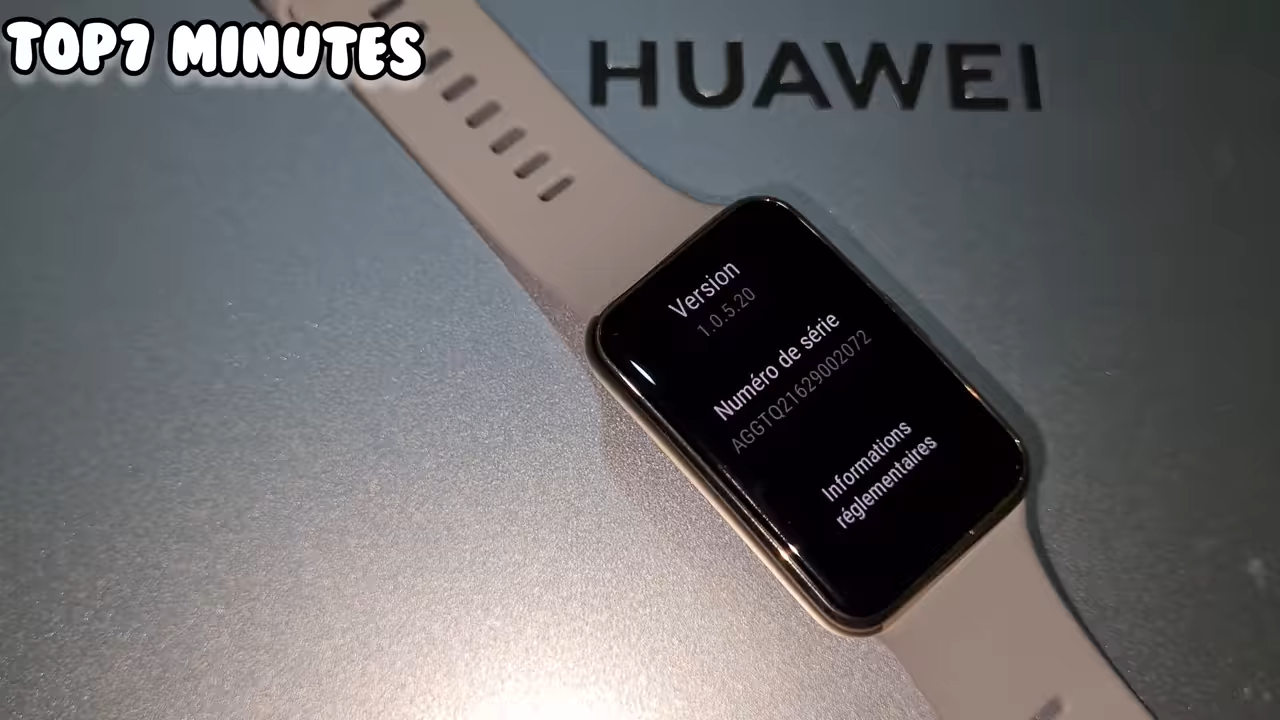 TOP7 MINUTES
HUAWEI
Version
1.0.5.20
Numéro de série
AGGTQ21629002072
Informations
réglementaires